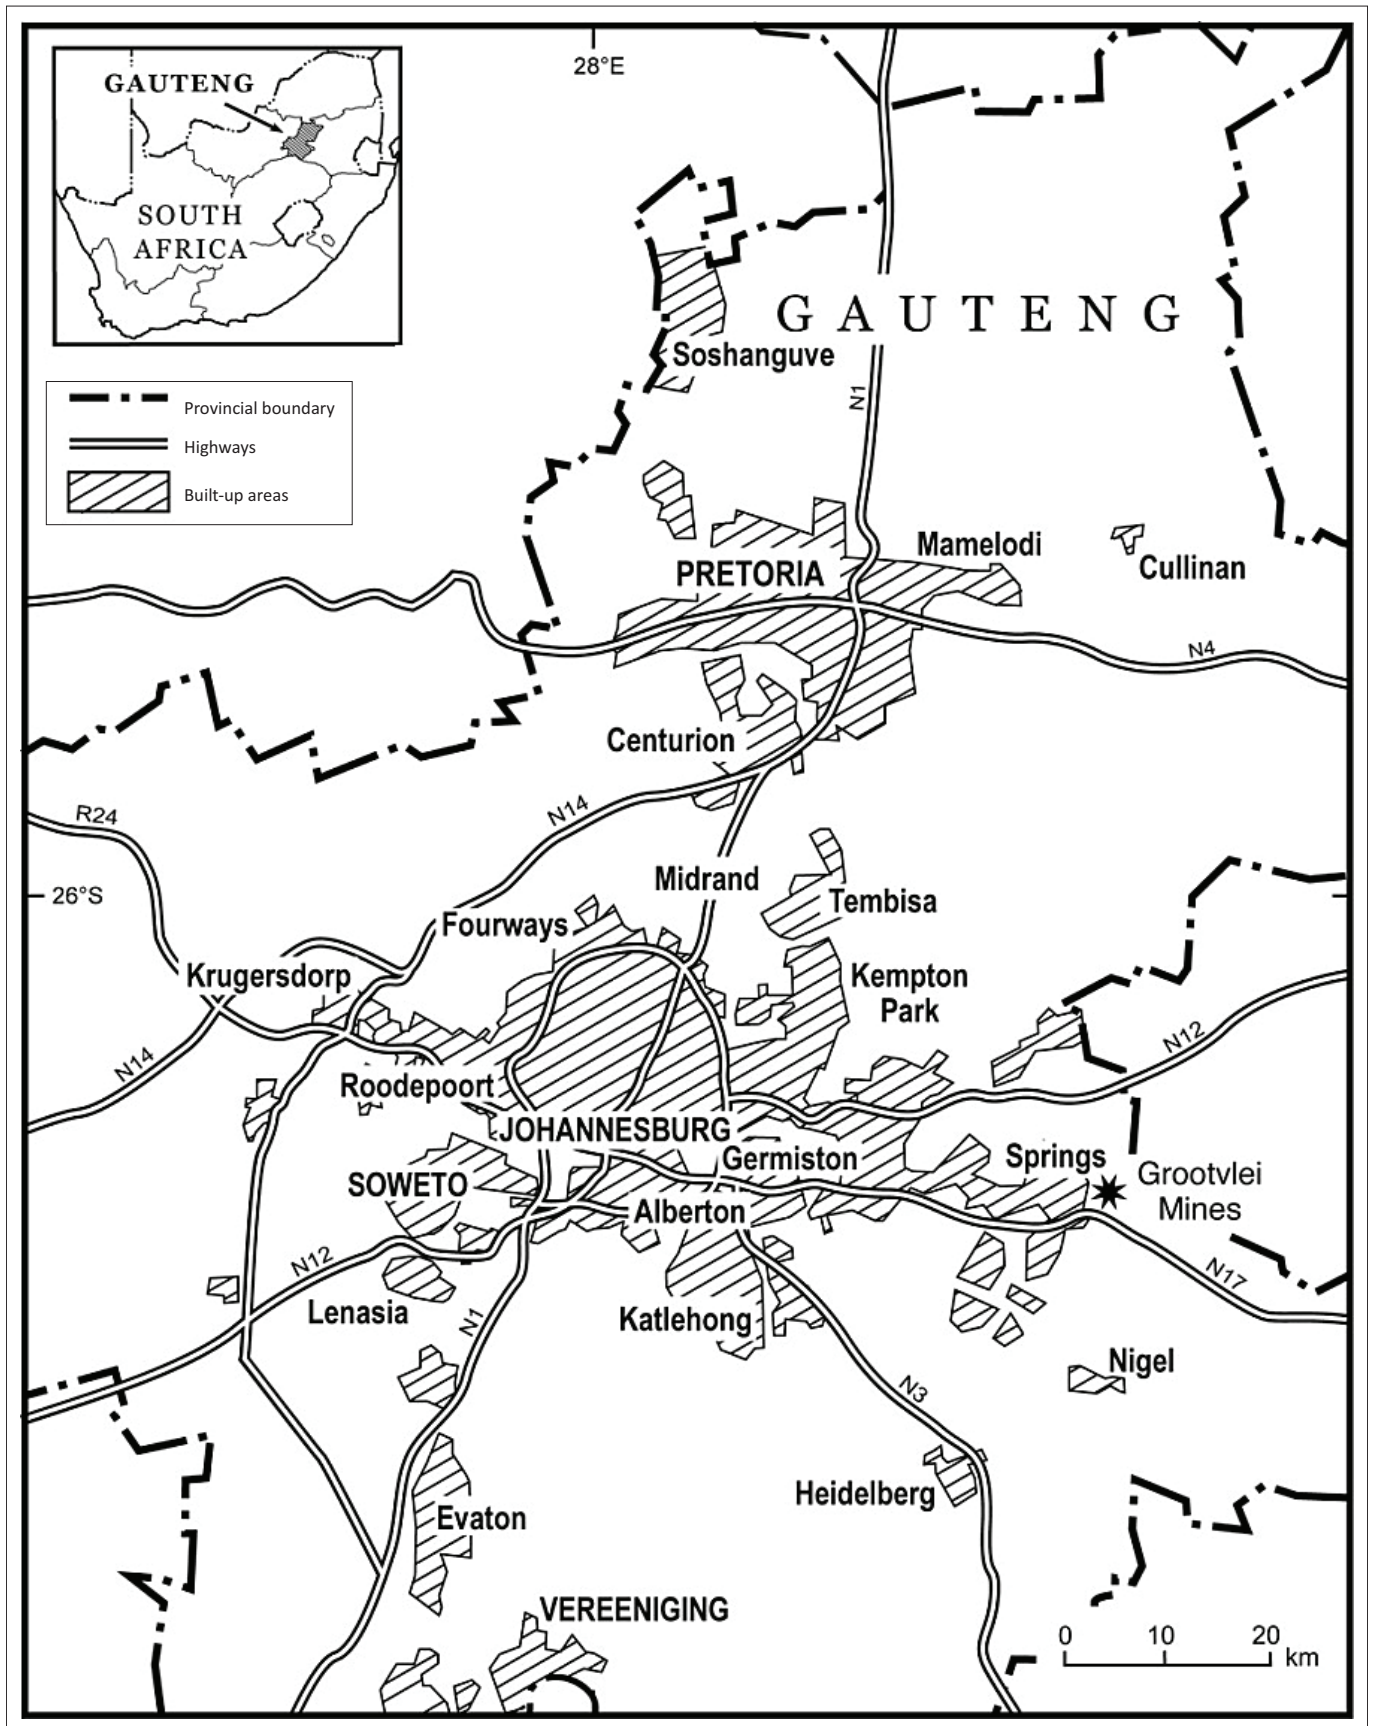 28°E
GAUTENG
SOUTH
AFRICA
Provincial boundary
Highways
Built-up areas
GAUTENG
Soshanguve
N1
Mamelodi
Cullinan
PRETORIA
N4
Centurion
N14
R24
Midrand
26°S
Tembisa
Fourways
Krugersdorp
Kempton
Park
N12
N14
Roodepoort
JOHANNESBURG
Germiston
Springs
Grootvlei
Mines
SOWETO
Alberton
N12
N17
Lenasia
N1
Katlehong
Nigel
N3
Heidelberg
Evaton
VEREENIGING
0 10 20
km